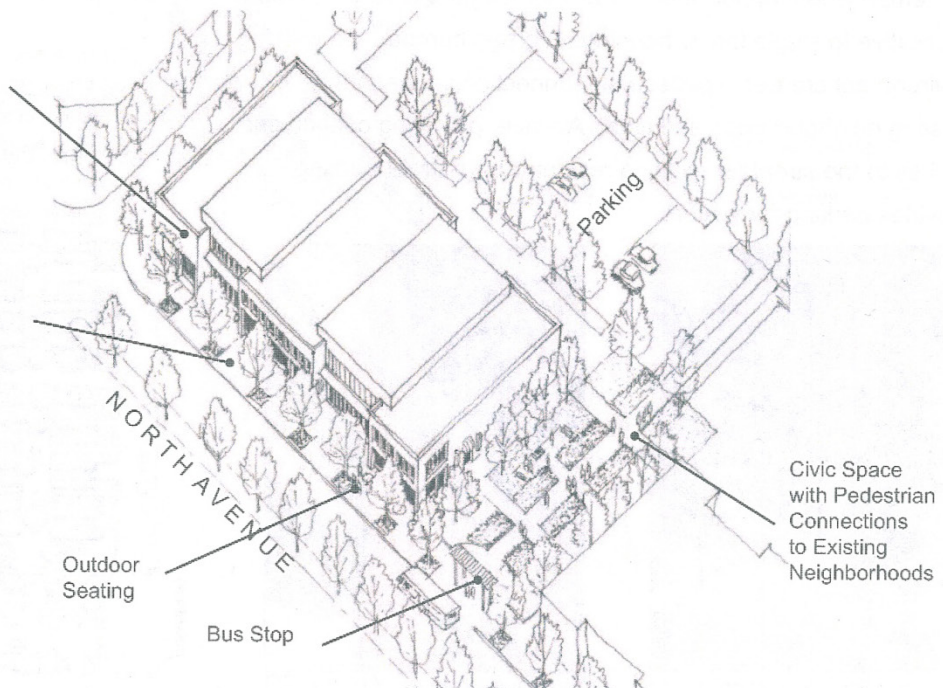 Parking
NORTH AVENUE
Civic Space
with Pedestrian
Connections
to Existing
Neighborhoods
Outdoor
Seating
Bus Stop